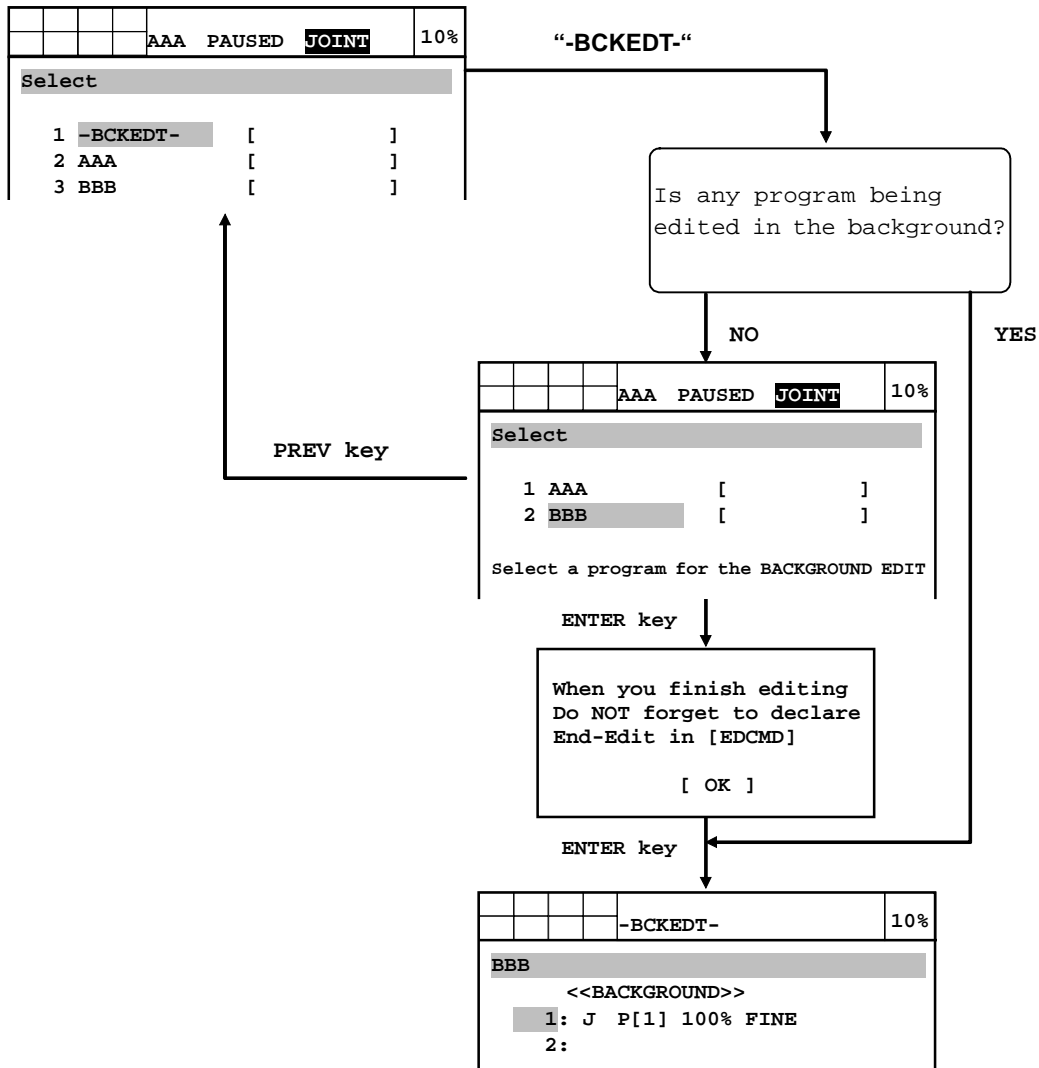 AAA PAUSED JOINT 10%
Select
1 –BCKEDT- [ ]
2 AAA [ ]
3 BBB [ ]
“-BCKEDT-“
Is any program being
edited in the background?
NO
YES
AAA PAUSED JOINT 10%
Select
1 AAA [ ]
2 BBB [ ]
Select a program for the BACKGROUND EDIT
PREV key
ENTER key
When you finish editing
Do NOT forget to declare
End-Edit in [EDCMD]
[ OK ]
ENTER key
-BCKEDT- 10%
BBB
<<BACKGROUND>>
1: J P[1] 100% FINE
2: